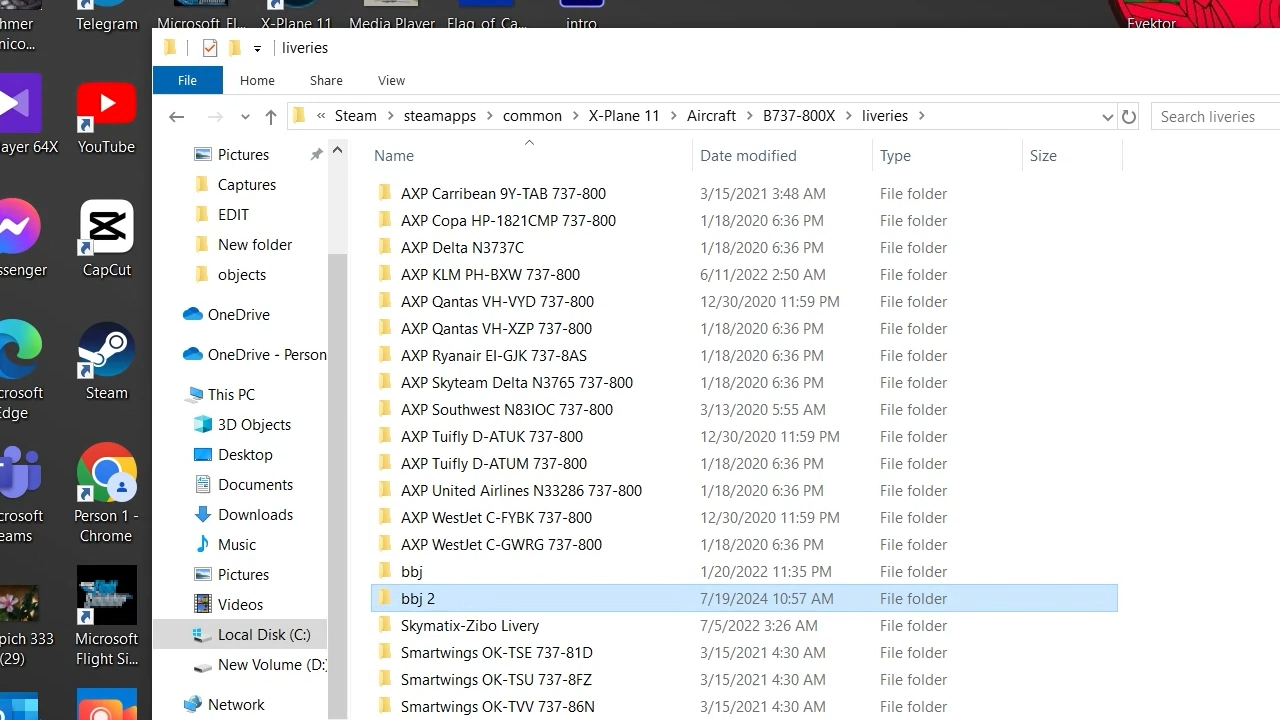 hmer
nico...
Telegram
Microsoft Fl...
X-Plane 11
Media Player
Flag_of_Ca...
intro
Evektor
liveries
File
Home
Share
View
« Steam > steamapps > common > X-Plane 11 > Aircraft > B737-800X > liveries >
Search liveries
ayer 64X
YouTube
ssenger
CapCut
crosoft
Edge
Steam
crosoft
eams
Person 1 -
Chrome
pich 333
(29)
Microsoft
Flight Si...
Pictures
Captures
EDIT
New folder
objects
OneDrive
OneDrive - Person
This PC
3D Objects
Desktop
Documents
Downloads
Music
Pictures
Videos
Local Disk (C:)
New Volume (D:)
Network
Name Date modified Type Size
AXP Carribean 9Y-TAB 737-800 3/15/2021 3:48 AM File folder
AXP Copa HP-1821CMP 737-800 1/18/2020 6:36 PM File folder
AXP Delta N3737C 1/18/2020 6:36 PM File folder
AXP KLM PH-BXW 737-800 6/11/2022 2:50 AM File folder
AXP Qantas VH-VYD 737-800 12/30/2020 11:59 PM File folder
AXP Qantas VH-XZP 737-800 1/18/2020 6:36 PM File folder
AXP Ryanair EI-GJK 737-8AS 1/18/2020 6:36 PM File folder
AXP Skyteam Delta N3765 737-800 1/18/2020 6:36 PM File folder
AXP Southwest N83IOC 737-800 3/13/2020 5:55 AM File folder
AXP Tuifly D-ATUK 737-800 12/30/2020 11:59 PM File folder
AXP Tuifly D-ATUM 737-800 1/18/2020 6:36 PM File folder
AXP United Airlines N33286 737-800 1/18/2020 6:36 PM File folder
AXP WestJet C-FYBK 737-800 12/30/2020 11:59 PM File folder
AXP WestJet C-GWRG 737-800 1/18/2020 6:36 PM File folder
bbj 1/20/2022 11:35 PM File folder
bbj 2 7/19/2024 10:57 AM File folder
Skymatix-Zibo Livery 7/5/2022 3:26 AM File folder
Smartwings OK-TSE 737-81D 3/15/2021 4:30 AM File folder
Smartwings OK-TSU 737-8FZ 3/15/2021 4:30 AM File folder
Smartwings OK-TVV 737-86N 3/15/2021 4:30 AM File folder